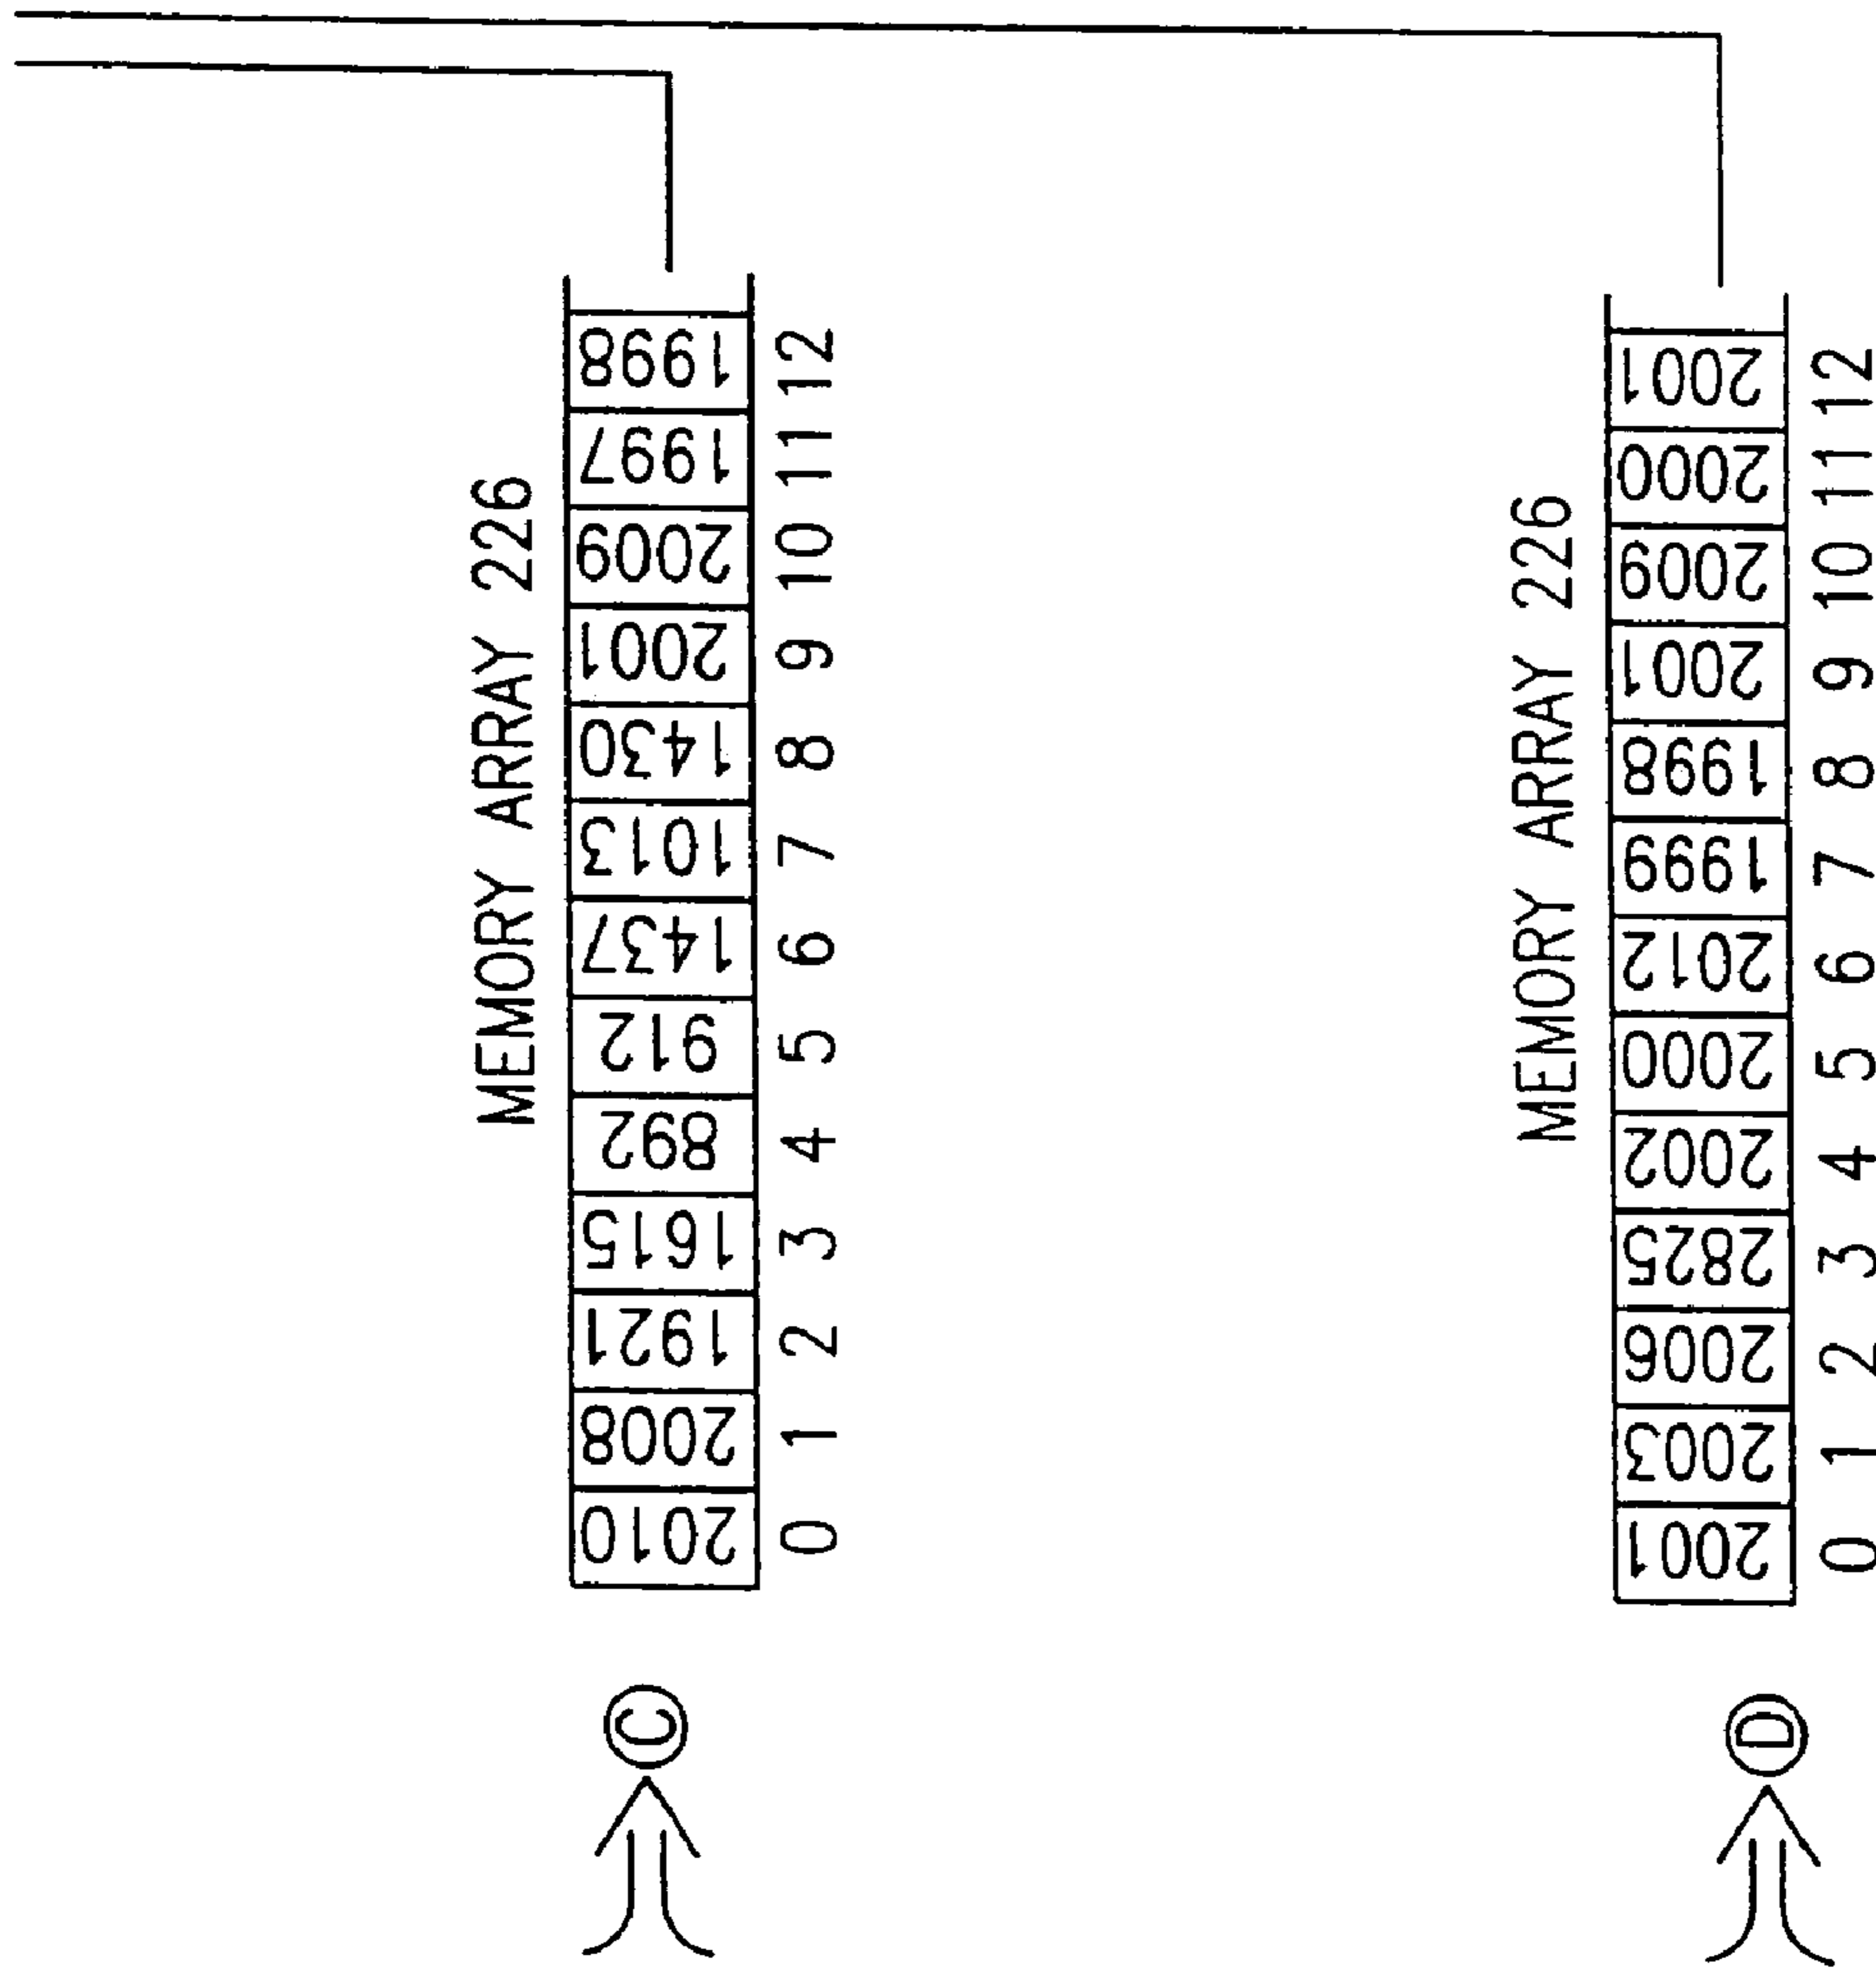 MEMORY ARRAY 226
C
2010 2008 1921 1615 892 912 1437 1013 1430 2001 2009 1997 1998
0 1 2 3 4 5 6 7 8 9 10 11 12
MEMORY ARRAY 226
D
2001 2003 2006 2825 2002 2000 2012 1999 1998 2001 2009 2000 2001
0 1 2 3 4 5 6 7 8 9 10 11 12